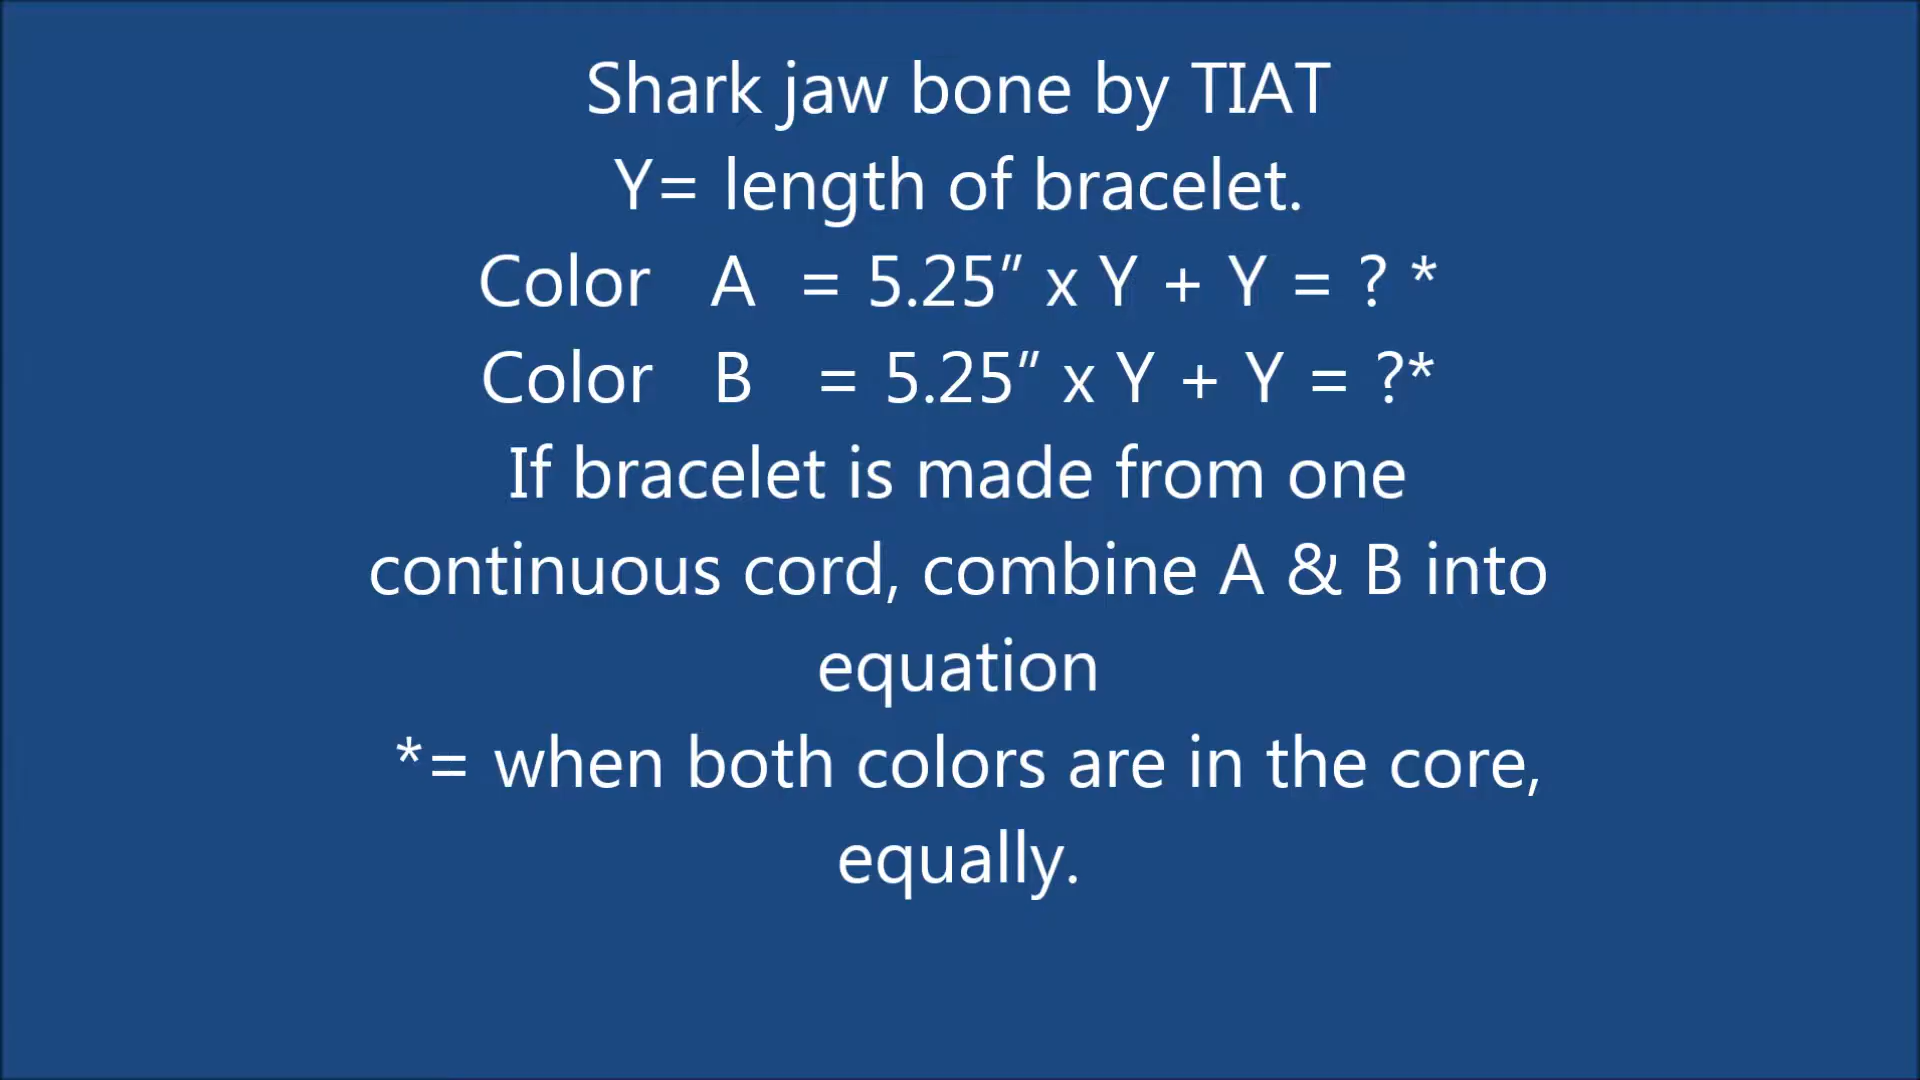 Shark jaw bone by TIAT
Y= length of bracelet.
Color A = 5.25” x Y + Y = ? *
Color B = 5.25” x Y + Y = ?*
If bracelet is made from one
continuous cord, combine A & B into
equation
*= when both colors are in the core,
equally.